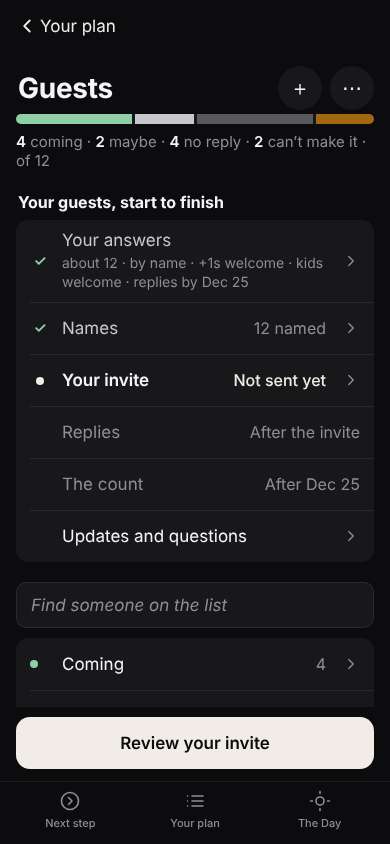 Your plan
Guests
4 coming · 2 maybe · 4 no reply · 2 can't make it ·
of 12
Your guests, start to finish
Your answers
about 12 · by name · +1s welcome · kids
welcome · replies by Dec 25
Names 12 named
Your invite Not sent yet
Replies After the invite
The count After Dec 25
Updates and questions
Find someone on the list
Coming 4
Review your invite
Next step Your plan The Day